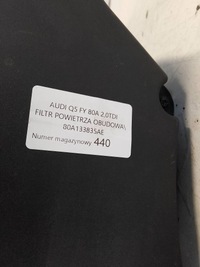 AUDI Q5 FY 80A 2.0TDI
FILTR POWIETRZA OBUDOWA\
80A133835AE
Numer magazynowy 440